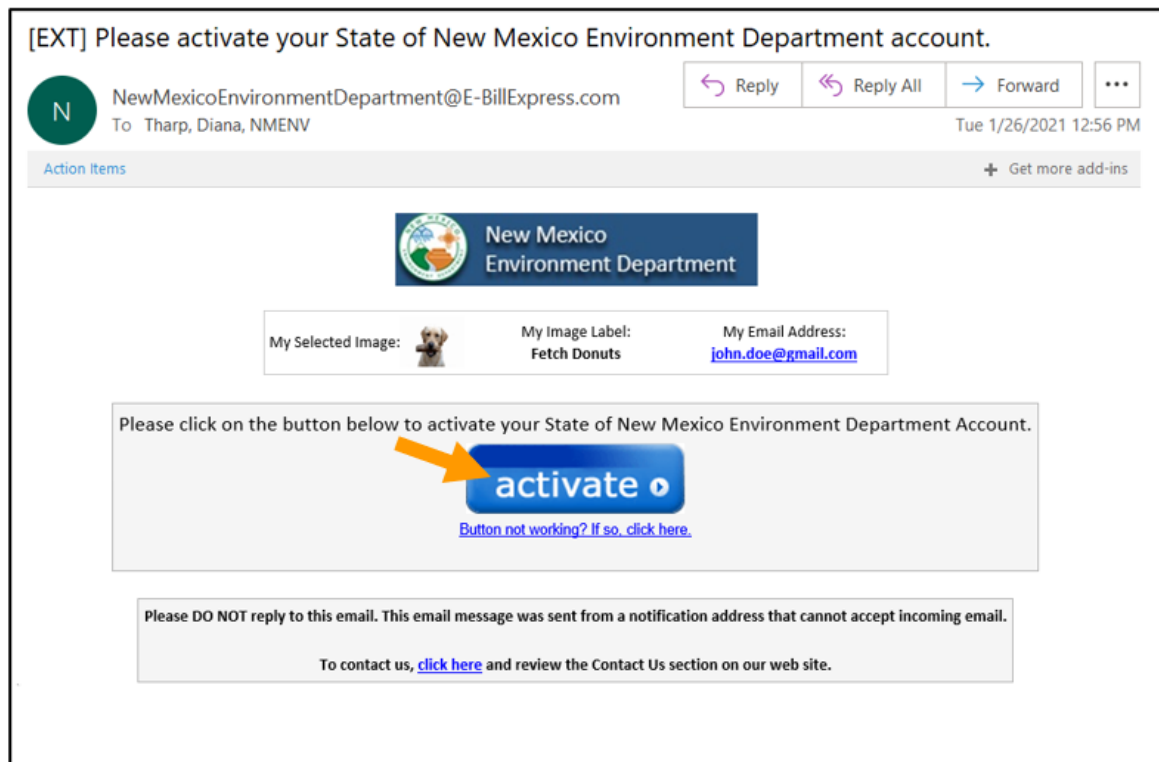 [EXT] Please activate your State of New Mexico Environment Department account.
N
NewMexicoEnvironmentDepartment@E-BillExpress.com
To Tharp, Diana, NMENV
Reply
Reply All
Forward
Tue 1/26/2021 12:56 PM
Action Items
+ Get more add-ins
New Mexico
Environment Department
My Selected Image:
My Image Label:
Fetch Donuts
My Email Address:
john.doe@gmail.com
Please click on the button below to activate your State of New Mexico Environment Department Account.
activate
Button not working? If so, click here.
Please DO NOT reply to this email. This email message was sent from a notification address that cannot accept incoming email.
To contact us, click here and review the Contact Us section on our web site.